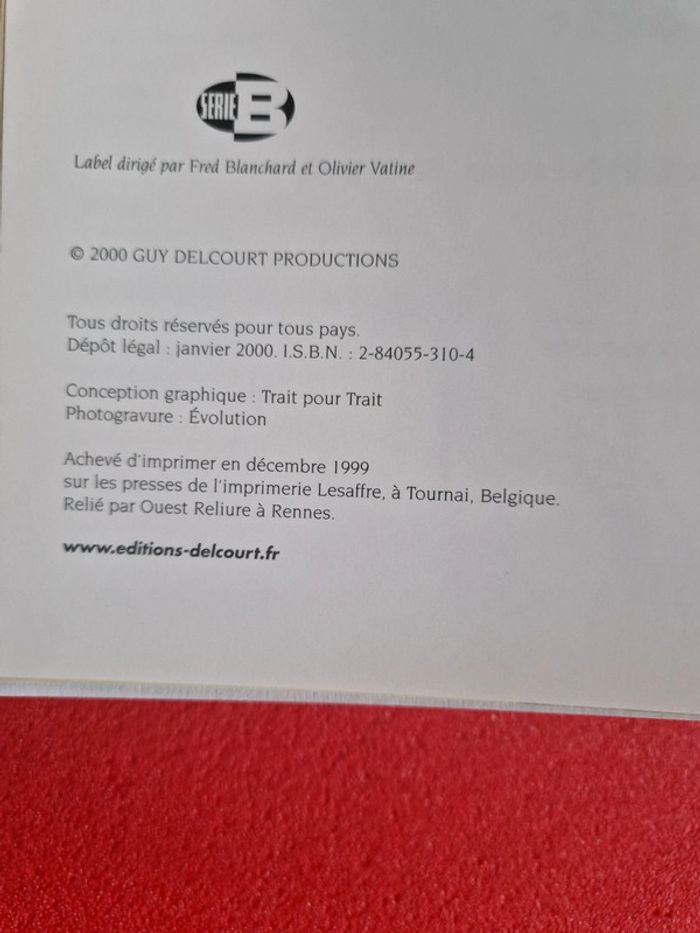 SERIE B
Label dirigé par Fred Blanchard et Olivier Vatine
© 2000 GUY DELCOURT PRODUCTIONS
Tous droits réservés pour tous pays.
Dépôt légal : janvier 2000. I.S.B.N. : 2-84055-310-4
Conception graphique : Trait pour Trait
Photogravure : Évolution
Achevé d'imprimer en décembre 1999
sur les presses de l'imprimerie Lesaffre, à Tournai, Belgique.
Relié par Ouest Reliure à Rennes.
www.editions-delcourt.fr